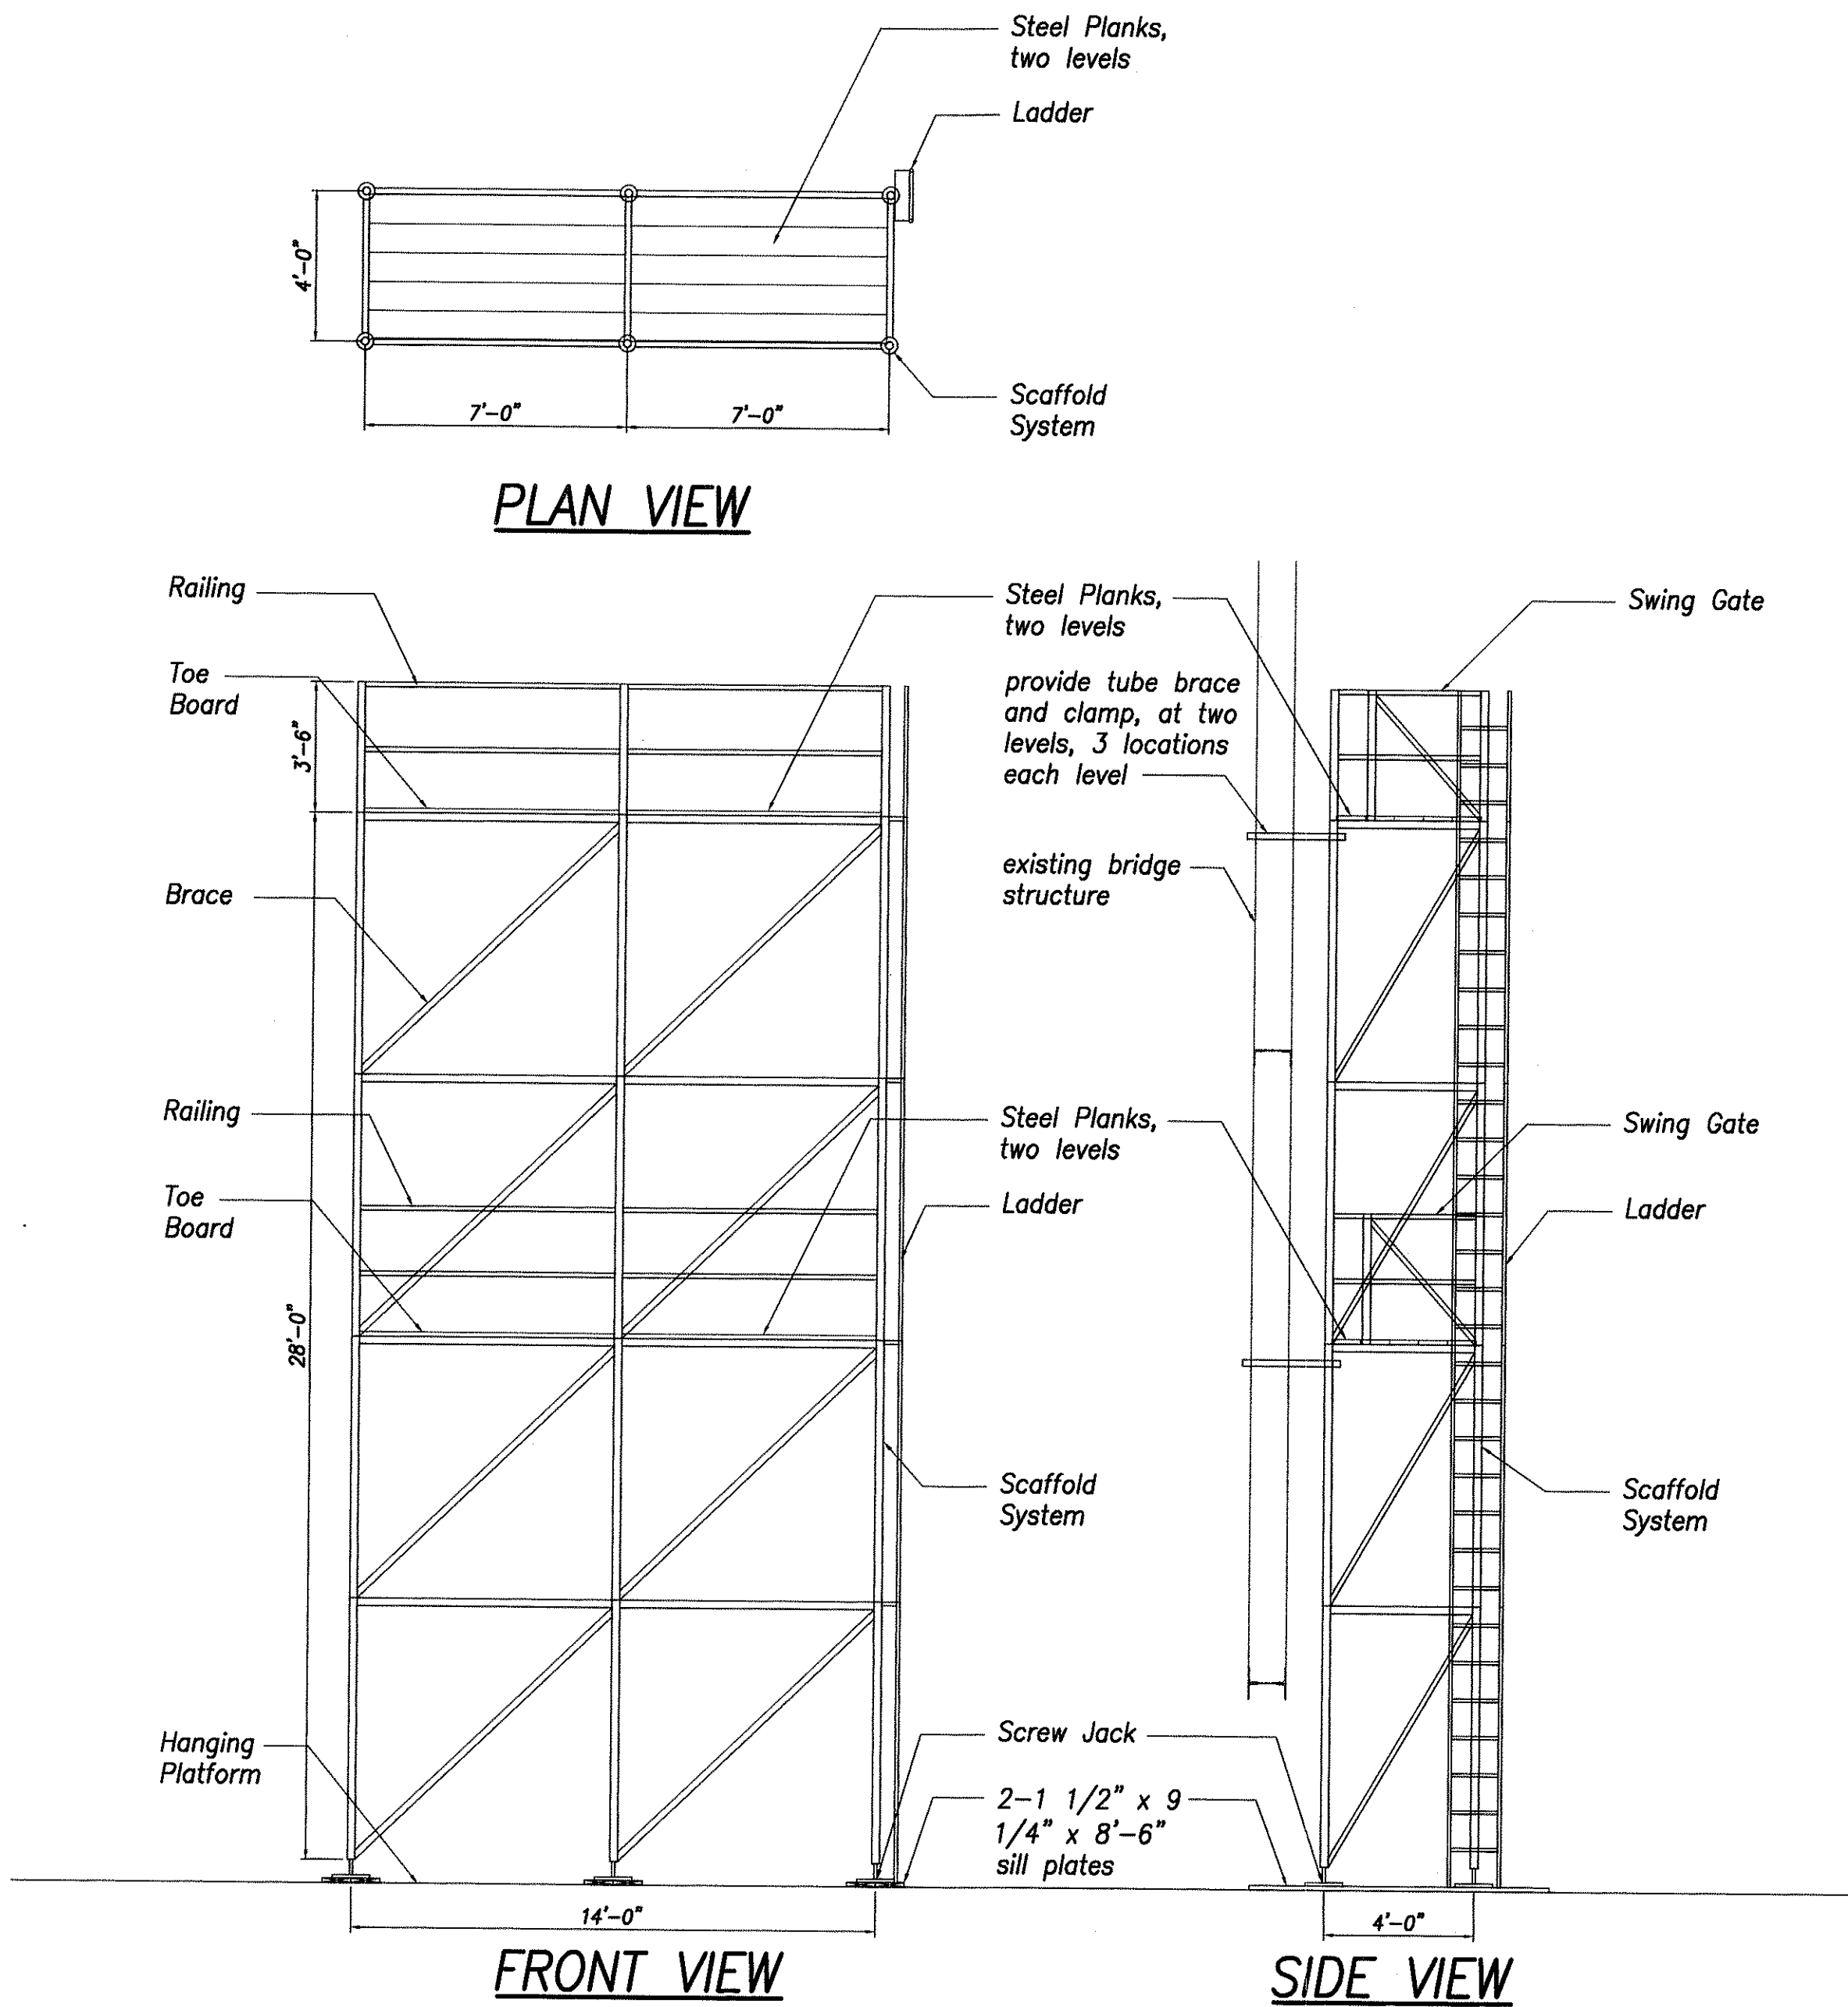 Steel Planks,
two levels
Ladder
4'-0"
7'-0"
7'-0"
Scaffold
System
PLAN VIEW
Railing
Toe
Board
3'-6"
Brace
Railing
Toe
Board
28'-0"
Hanging
Platform
14'-0"
FRONT VIEW
Steel Planks,
two levels
provide tube brace
and clamp, at two
levels, 3 locations
each level
existing bridge
structure
Steel Planks,
two levels
Ladder
Scaffold
System
Screw Jack
2-1 1/2" x 9
1/4" x 8'-6"
sill plates
Swing Gate
Swing Gate
Ladder
Scaffold
System
4'-0"
SIDE VIEW